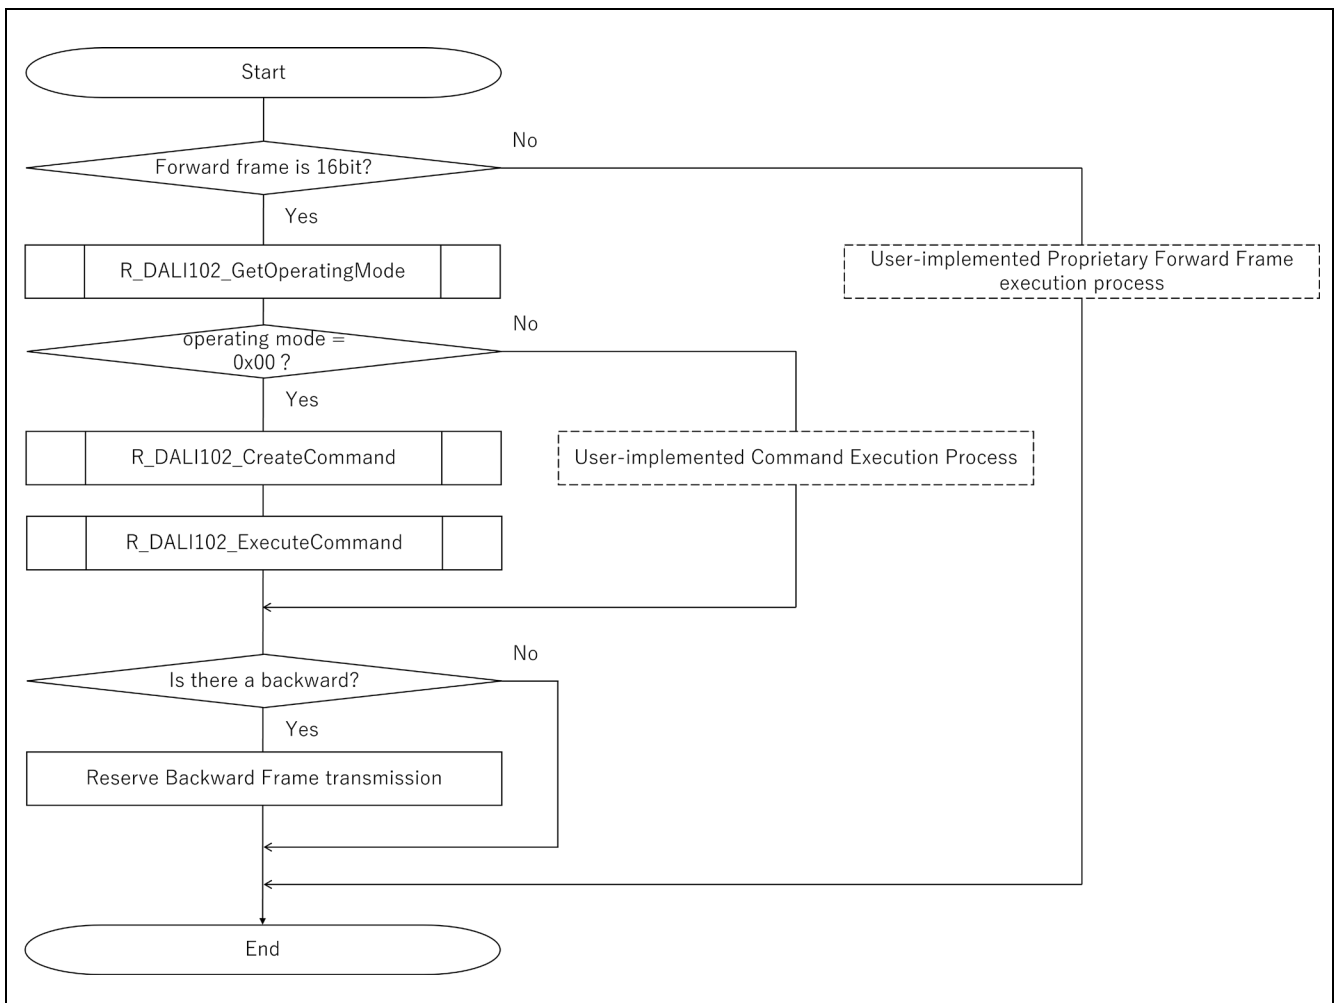 Start
No
Forward frame is 16bit?
Yes
R_DALI102_GetOperatingMode
User-implemented Proprietary Forward Frame
execution process
No
operating mode =
0x00 ?
Yes
R_DALI102_CreateCommand
User-implemented Command Execution Process
R_DALI102_ExecuteCommand
No
Is there a backward?
Yes
Reserve Backward Frame transmission
End